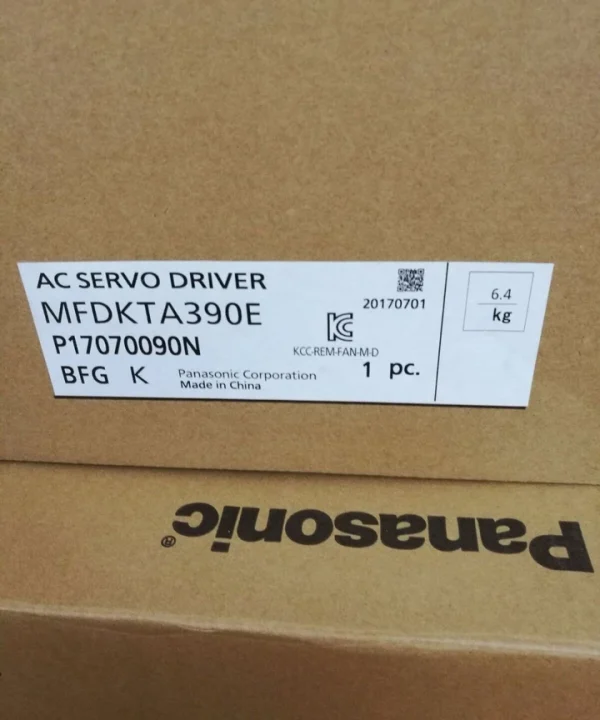 AC SERVO DRIVER
MFDKTA390E
20170701
P17070090N
KC
KCC-REM-FAN-M-D
BFG K
Panasonic Corporation
Made in China
1 pc.
6.4
kg
Panasonic®